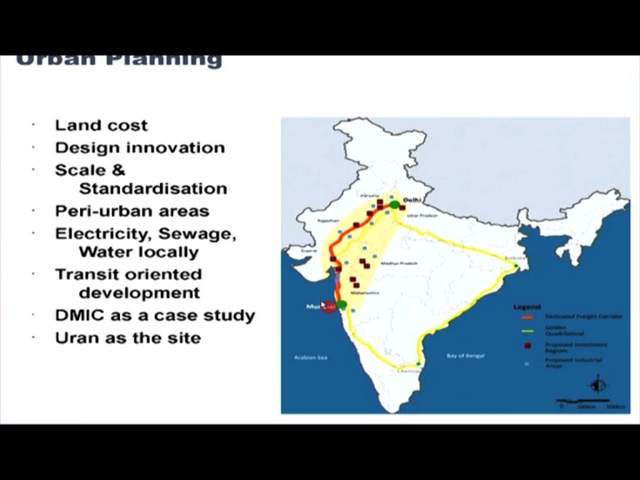 Urban Planning
· Land cost
· Design innovation
· Scale &
Standardisation
· Peri-urban areas
· Electricity, Sewage,
Water locally
· Transit oriented
development
· DMIC as a case study
· Uran as the site
Haryana
Delhi
Rajasthan
Uttar Pradesh
Gujarat
Kolkata
Madhya Pradesh
Maharashtra
Arabian Sea
Bay of Bengal
Chennai
Legend
Dedicated Freight Corridor
Golden
Quadrilateral
Proposed Investment
Regions
Proposed Industrial
Areas